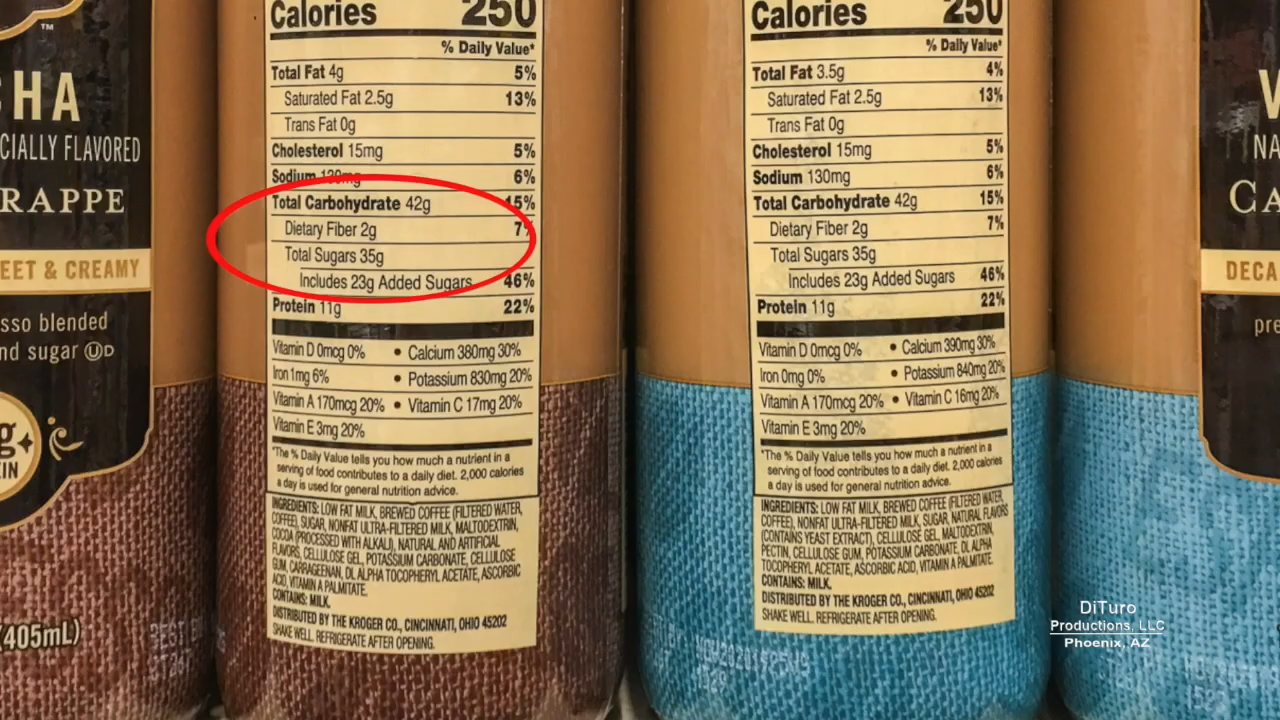 ™
CHA
CIALLY FLAVORED
RAPPE
EET & CREAMY
sso blended
nd sugar UD
g
EIN
(405mL)
Calories 250
% Daily Value*
Total Fat 4g 5%
Saturated Fat 2.5g 13%
Trans Fat 0g
Cholesterol 15mg 5%
Sodium 130mg 6%
Total Carbohydrate 42g 15%
Dietary Fiber 2g 7%
Total Sugars 35g
Includes 23g Added Sugars 46%
Protein 11g 22%
Vitamin D 0mcg 0% • Calcium 380mg 30%
Iron 1mg 6% • Potassium 830mg 20%
Vitamin A 170mcg 20% • Vitamin C 17mg 20%
Vitamin E 3mg 20%
*The % Daily Value tells you how much a nutrient in a
serving of food contributes to a daily diet. 2,000 calories
a day is used for general nutrition advice.
INGREDIENTS: LOW FAT MILK, BREWED COFFEE (FILTERED WATER,
COFFEE), SUGAR, NONFAT ULTRA-FILTERED MILK, MALTODEXTRIN,
COCOA (PROCESSED WITH ALKALI), NATURAL AND ARTIFICIAL
FLAVORS, CELLULOSE GEL, POTASSIUM CARBONATE, CELLULOSE
GUM, CARRAGEENAN, DL ALPHA TOCOPHERYL ACETATE, ASCORBIC
ACID, VITAMIN A PALMITATE.
CONTAINS: MILK.
DISTRIBUTED BY THE KROGER CO., CINCINNATI, OHIO 45202
SHAKE WELL. REFRIGERATE AFTER OPENING.
Calories 250
% Daily Value*
Total Fat 3.5g 4%
Saturated Fat 2.5g 13%
Trans Fat 0g
Cholesterol 15mg 5%
Sodium 130mg 6%
Total Carbohydrate 42g 15%
Dietary Fiber 2g 7%
Total Sugars 35g
Includes 23g Added Sugars 46%
Protein 11g 22%
Vitamin D 0mcg 0% • Calcium 390mg 30%
Iron 0mg 0% • Potassium 840mg 20%
Vitamin A 170mcg 20% • Vitamin C 16mg 20%
Vitamin E 3mg 20%
*The % Daily Value tells you how much a nutrient in a
serving of food contributes to a daily diet. 2,000 calories
a day is used for general nutrition advice.
INGREDIENTS: LOW FAT MILK, BREWED COFFEE (FILTERED WATER,
COFFEE), NONFAT ULTRA-FILTERED MILK, SUGAR, NATURAL FLAVORS
(CONTAINS YEAST EXTRACT), CELLULOSE GEL, MALTODEXTRIN,
PECTIN, CELLULOSE GUM, POTASSIUM CARBONATE, DL ALPHA
TOCOPHERYL ACETATE, ASCORBIC ACID, VITAMIN A PALMITATE.
CONTAINS: MILK.
DISTRIBUTED BY THE KROGER CO., CINCINNATI, OHIO 45202
SHAKE WELL. REFRIGERATE AFTER OPENING.
V
NA
CA
DECA
pre
DiTuro
Productions, LLC
Phoenix, AZ